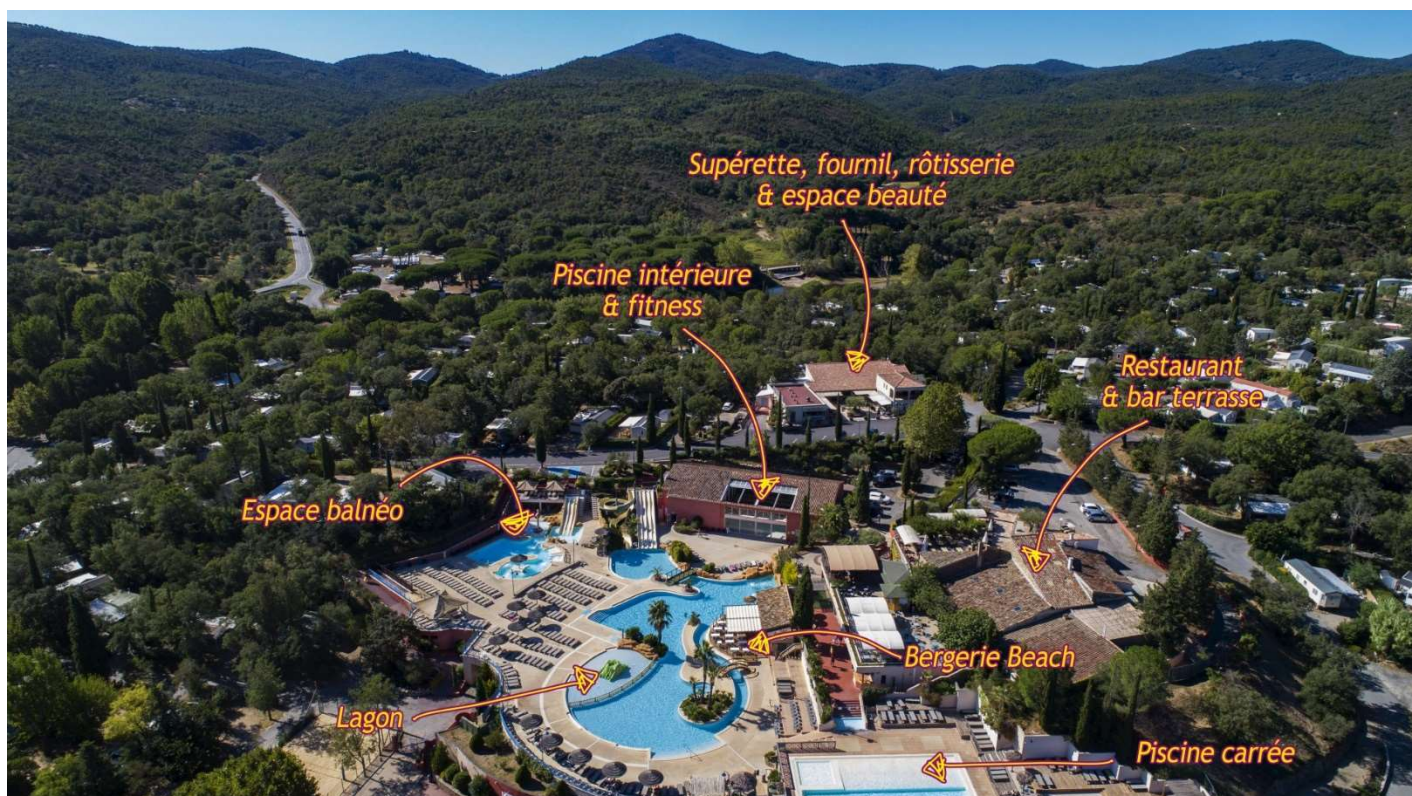 Supérette, fournil, rôtisserie
& espace beauté
Piscine intérieure
& fitness
Restaurant
& bar terrasse
Espace balnéo
Bergerie Beach
Lagon
Piscine carrée